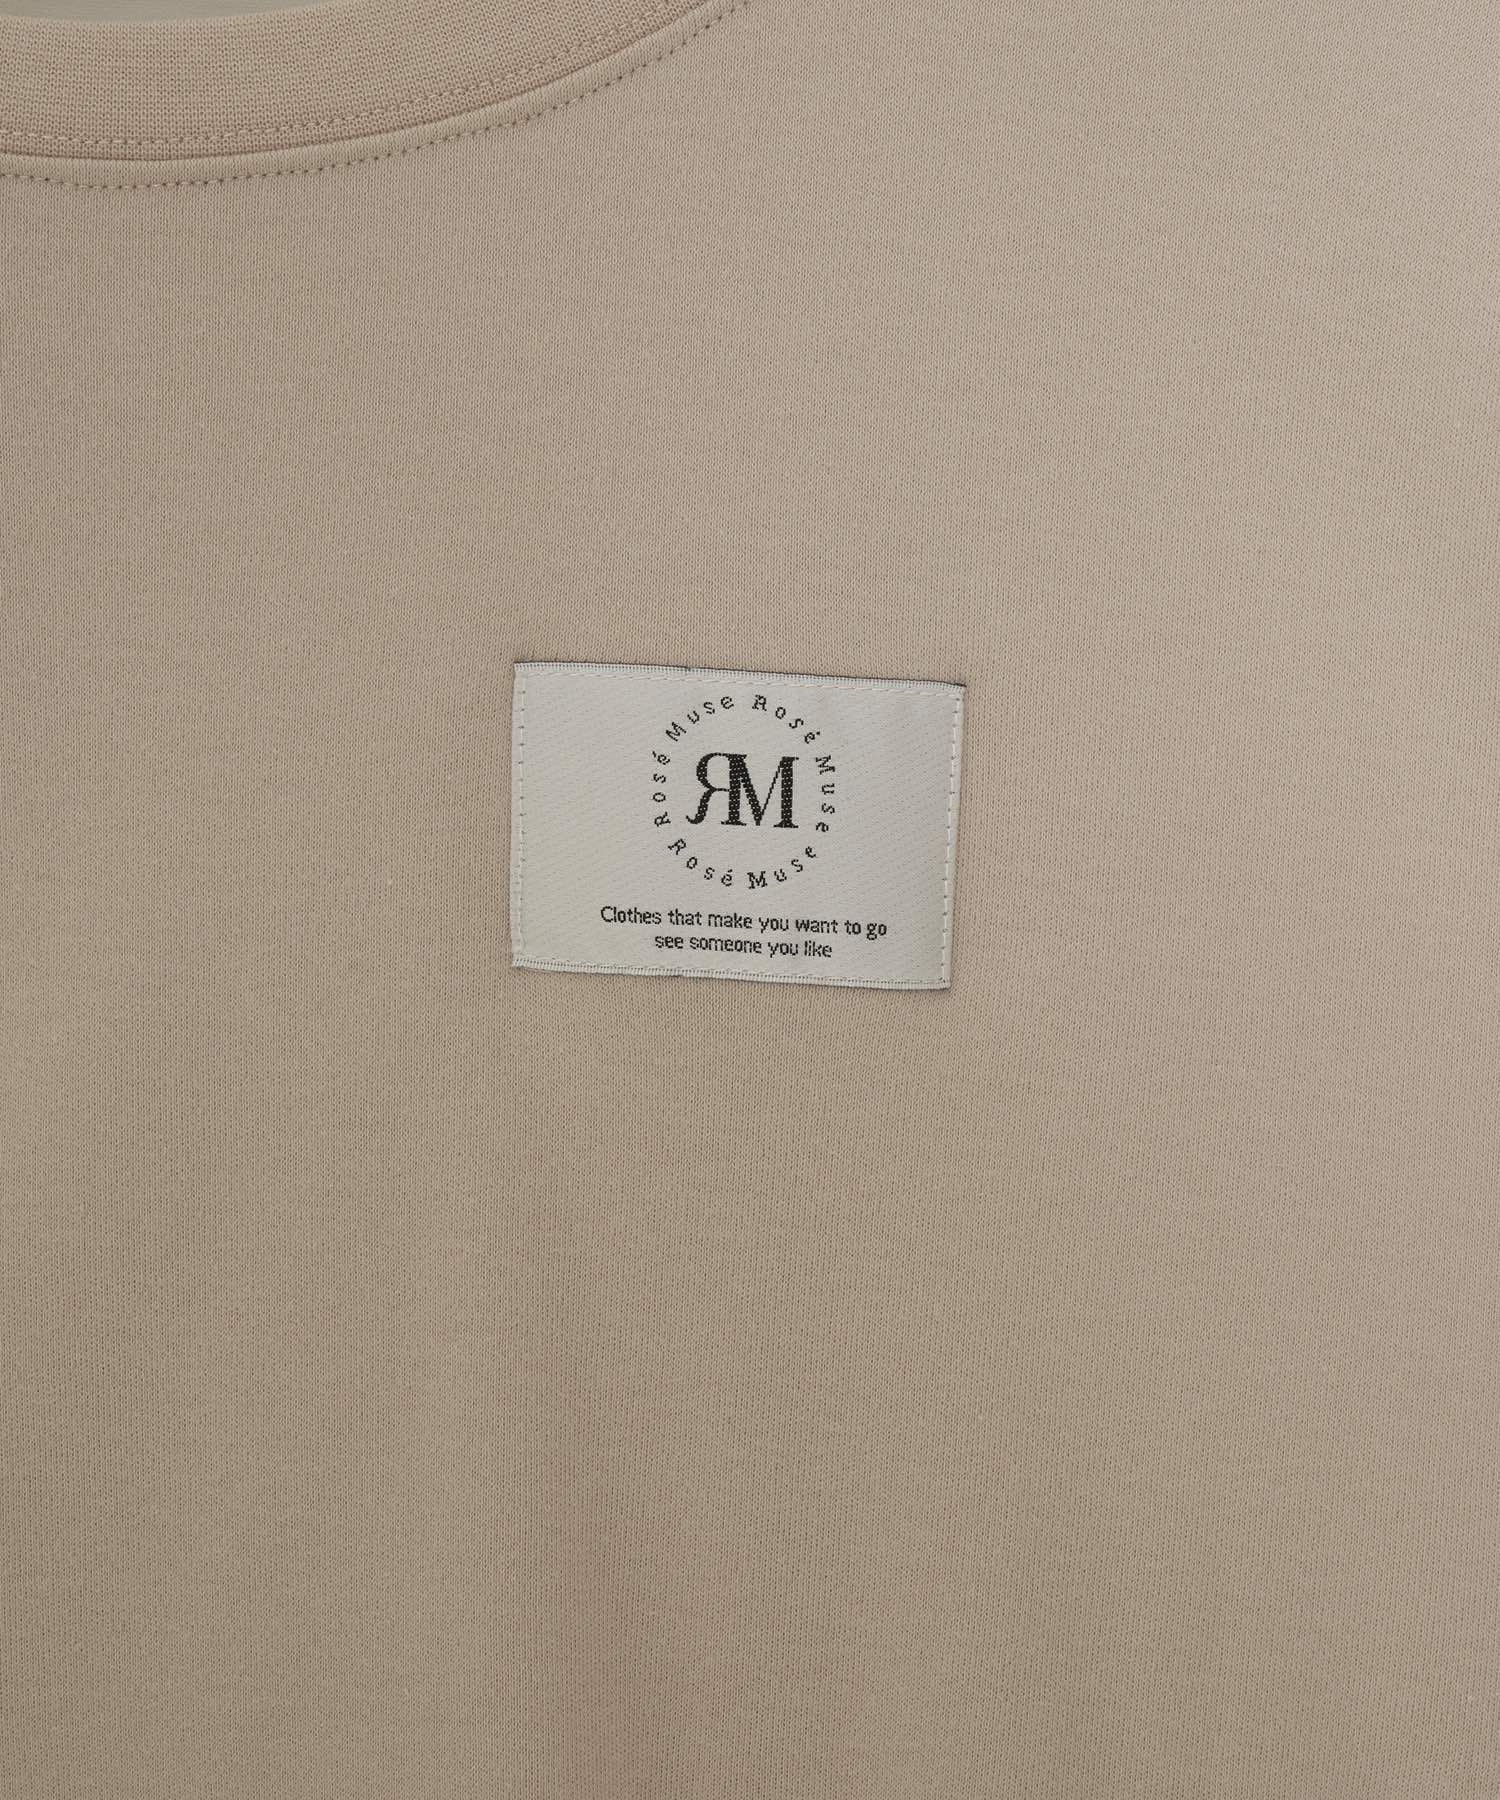 Rosé Muse Rosé Muse Rosé Muse
RM
Clothes that make you want to go
see someone you like